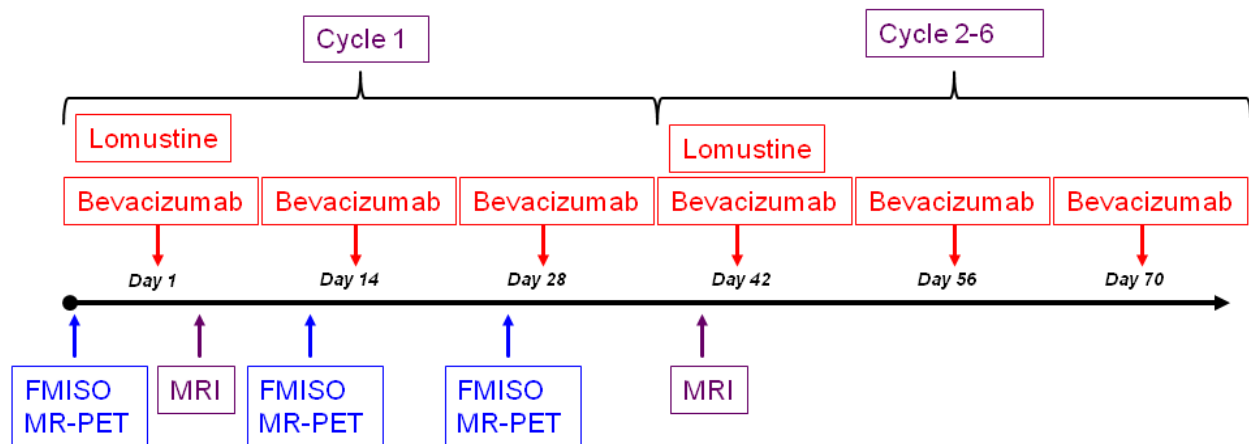 Cycle 1
Cycle 2-6
Lomustine
Lomustine
Bevacizumab
Bevacizumab
Bevacizumab
Bevacizumab
Bevacizumab
Bevacizumab
Day 1
Day 14
Day 28
Day 42
Day 56
Day 70
FMISO
MR-PET
MRI
FMISO
MR-PET
FMISO
MR-PET
MRI